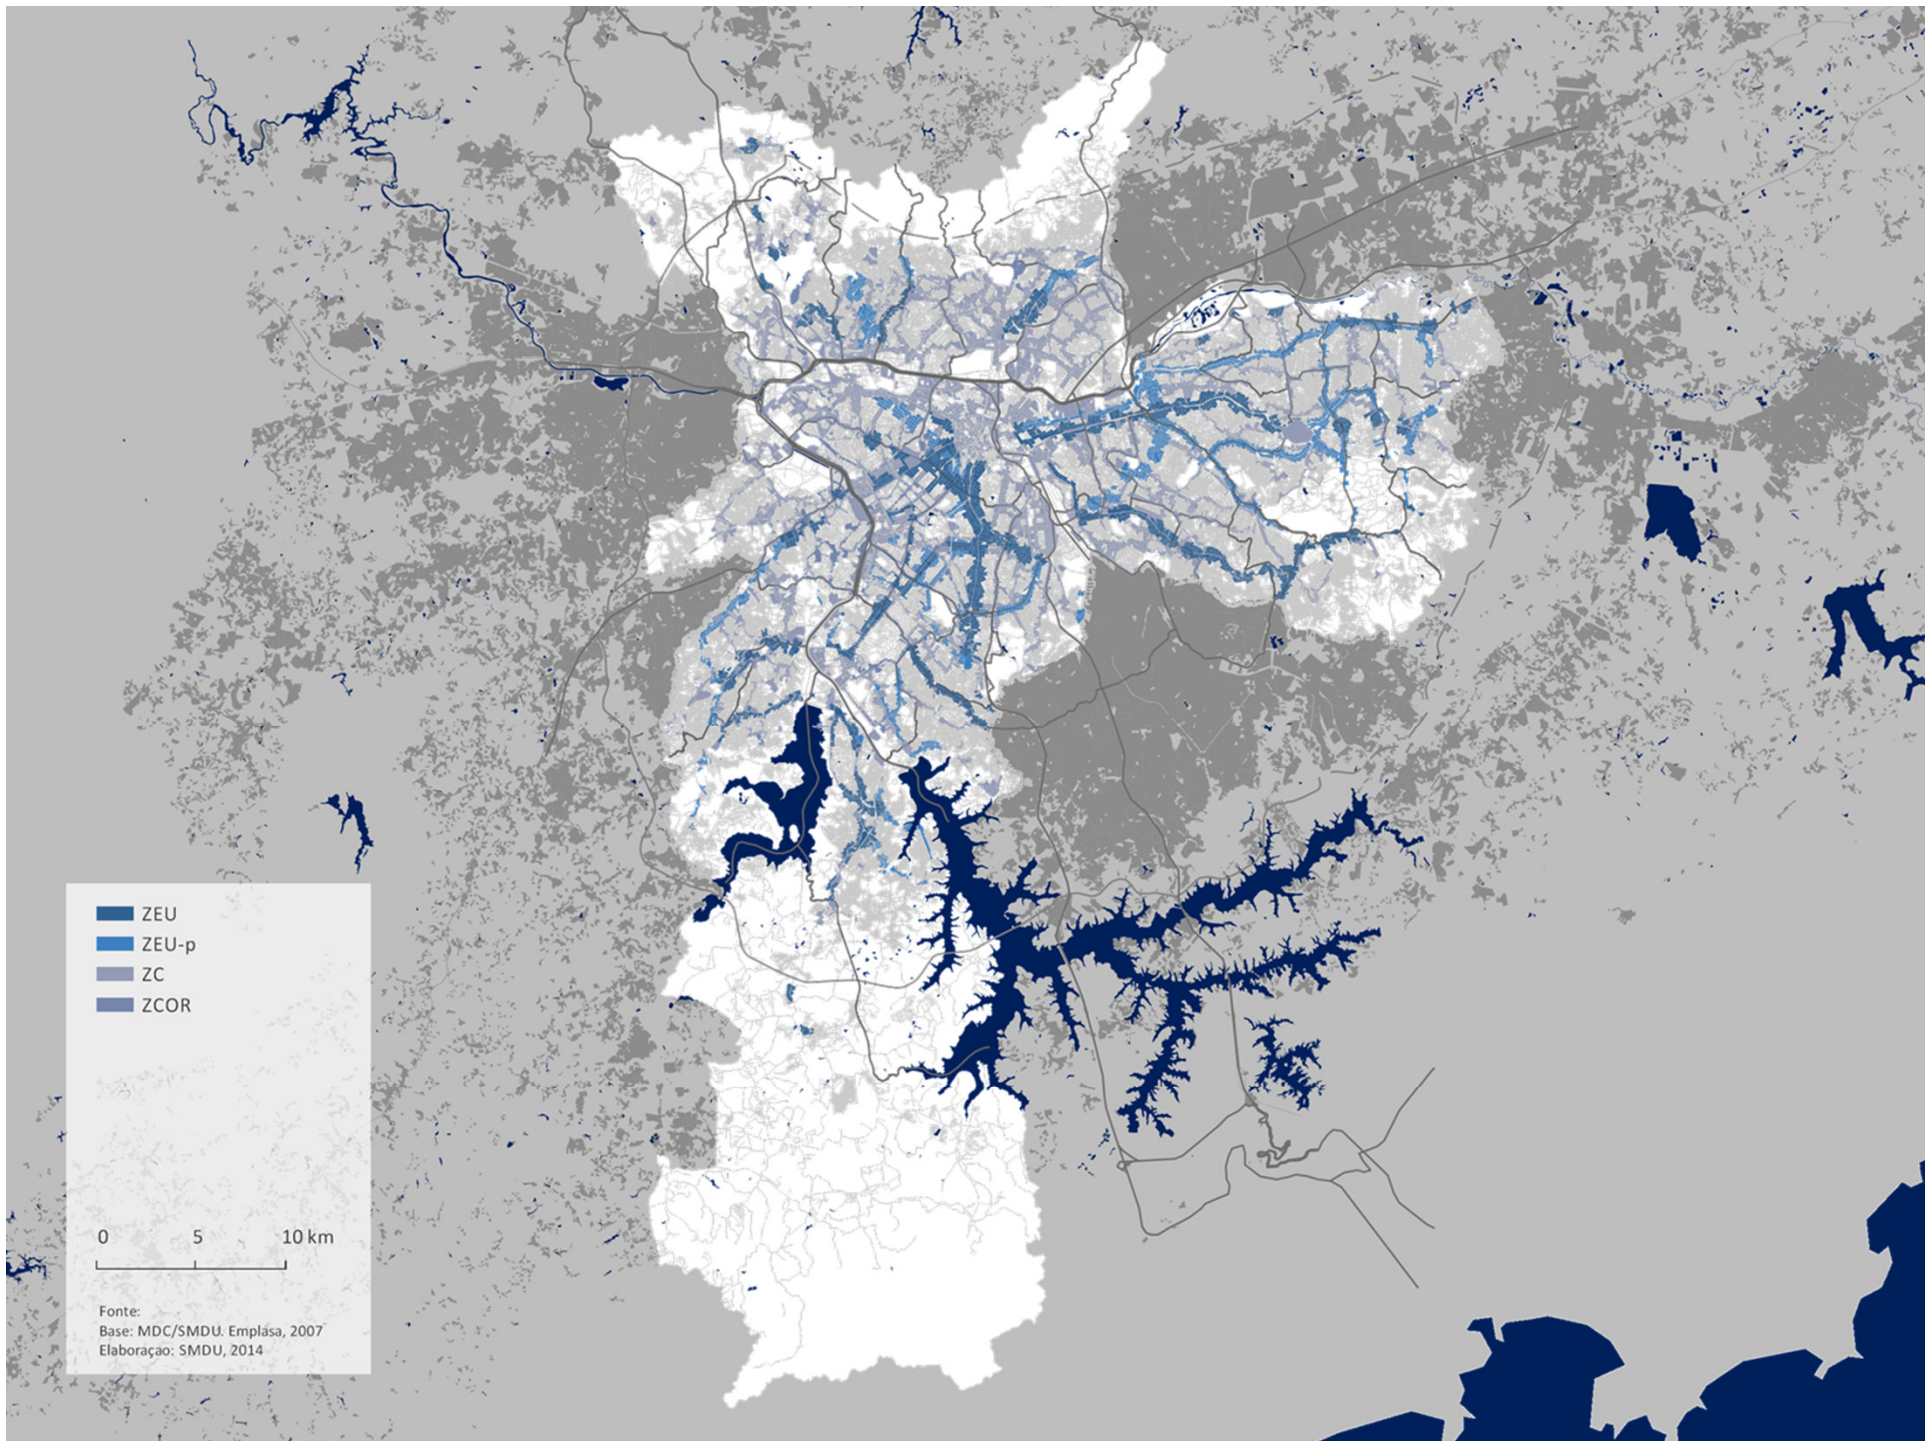 ZEU
ZEU-p
ZC
ZCOR
0 5 10 km
Fonte:
Base: MDC/SMDU. Emplasa, 2007
Elaboraçao: SMDU, 2014